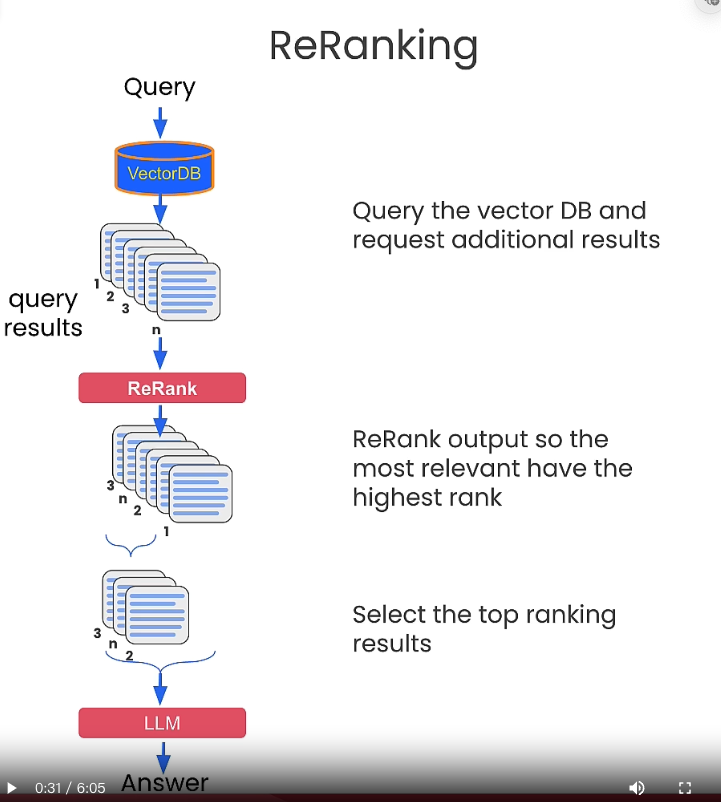 ReRanking
Query
VectorDB
Query the vector DB and
request additional results
1
2
3
n
query
results
ReRank
ReRank output so the
most relevant have the
highest rank
3
n
2
1
Select the top ranking
results
3
n
2
LLM
Answer
0:31 / 6:05